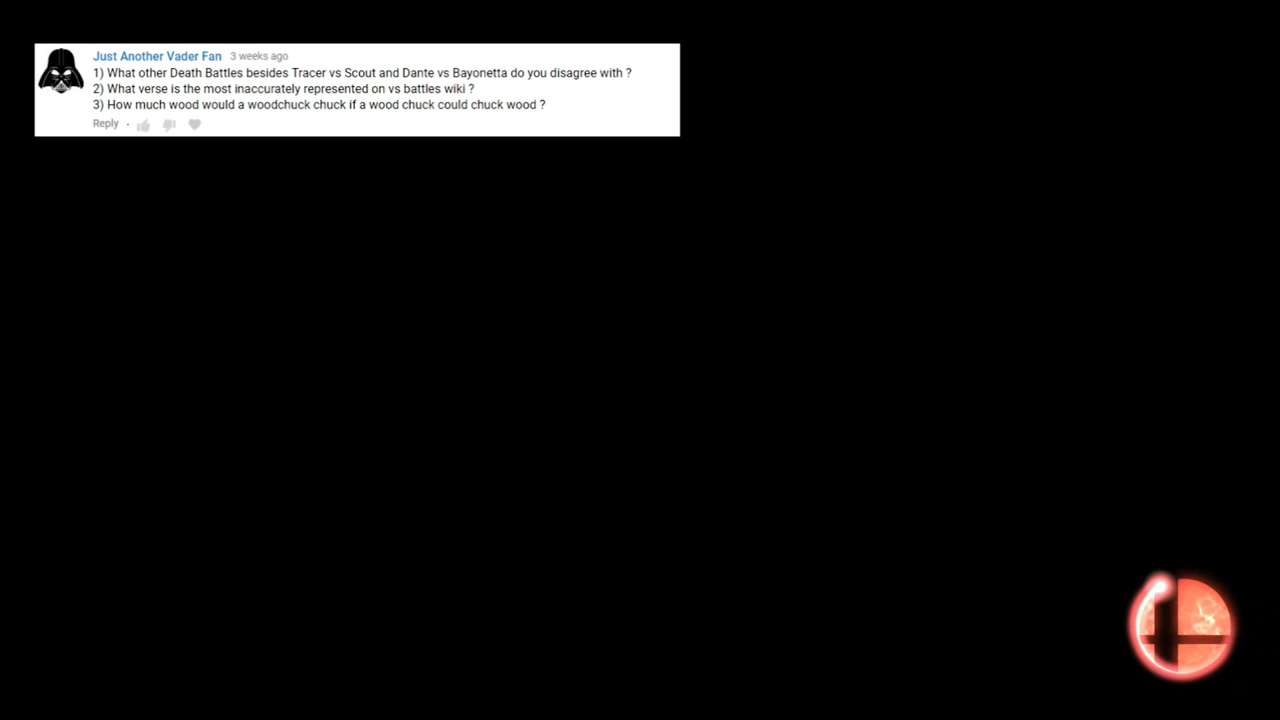 Just Another Vader Fan 3 weeks ago
1) What other Death Battles besides Tracer vs Scout and Dante vs Bayonetta do you disagree with ?
2) What verse is the most inaccurately represented on vs battles wiki ?
3) How much wood would a woodchuck chuck if a wood chuck could chuck wood ?
Reply ·